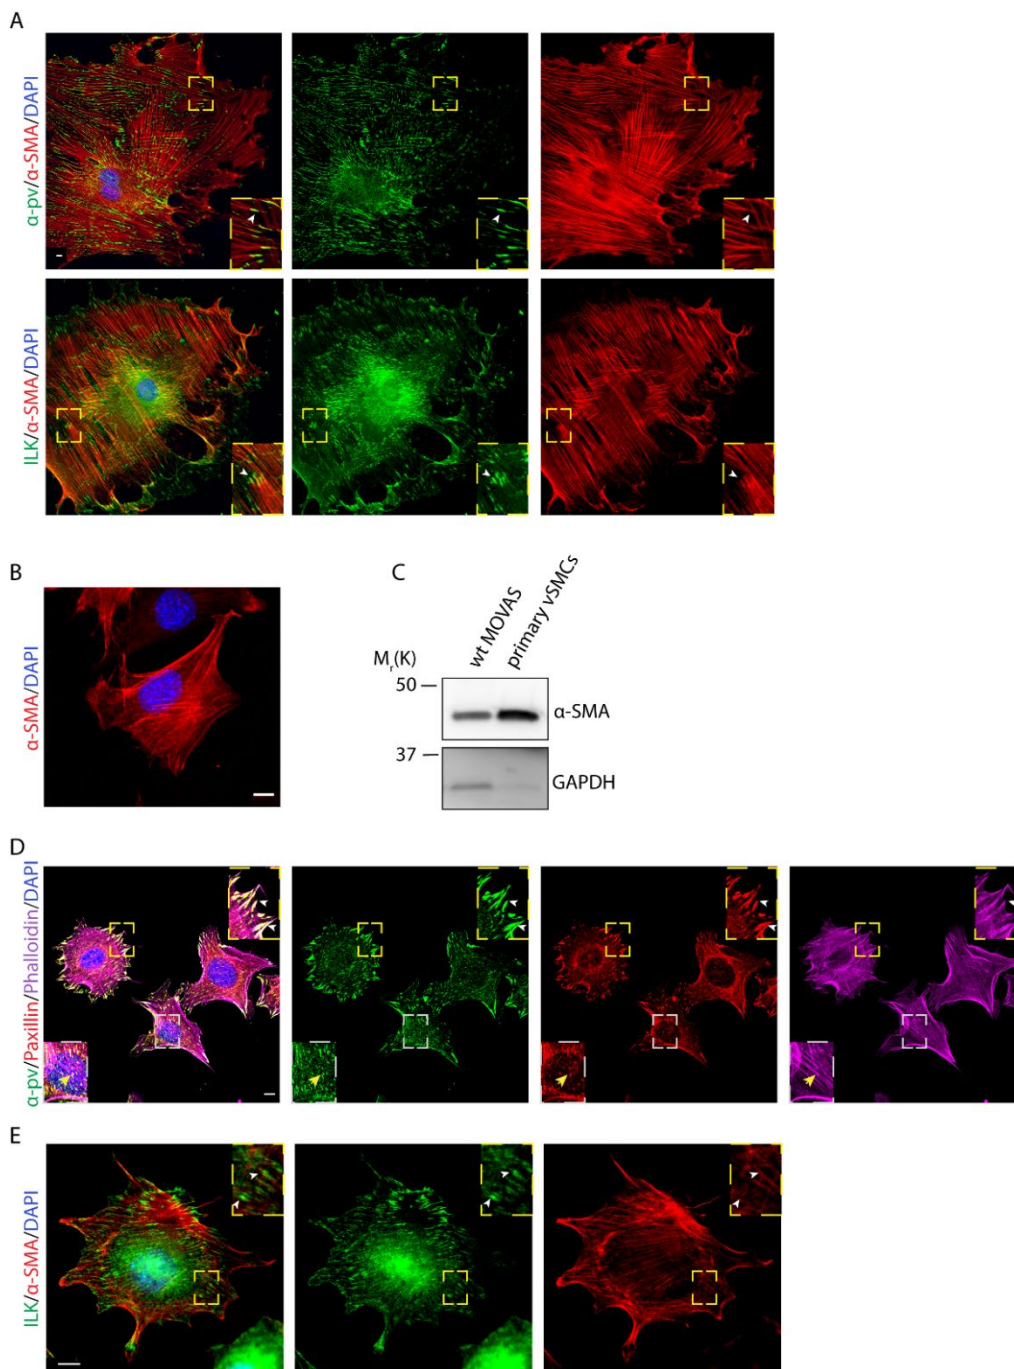 A
α-pv/α-SMA/DAPI
ILK/α-SMA/DAPI
B
C
α-SMA/DAPI
wt MOVAS
primary vSMCs
Mr(K)
50
α-SMA
37
GAPDH
D
α-pv/Paxillin/Phalloidin/DAPI
E
ILK/α-SMA/DAPI